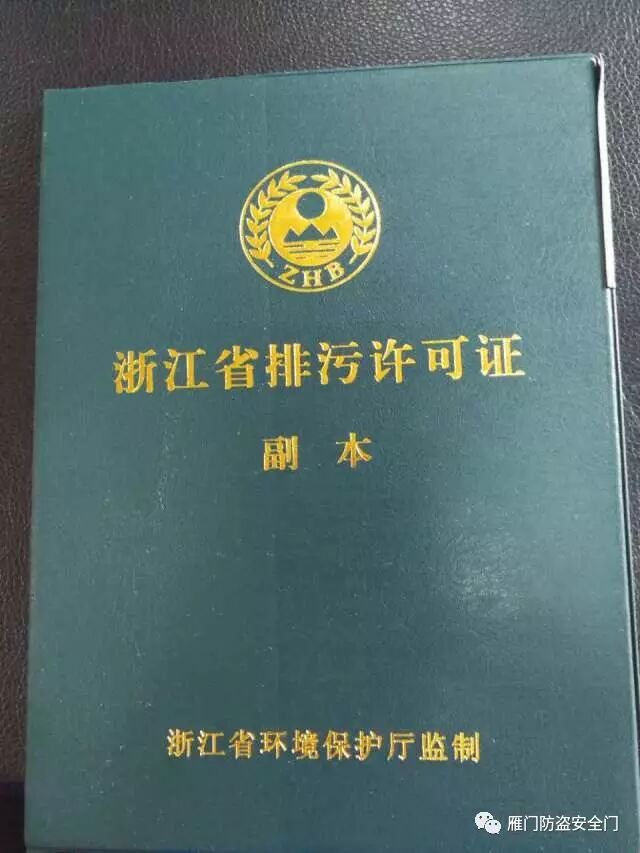 ZHB
浙江省排污许可证
副 本
浙江省环境保护厅监制
雁门防盗安全门